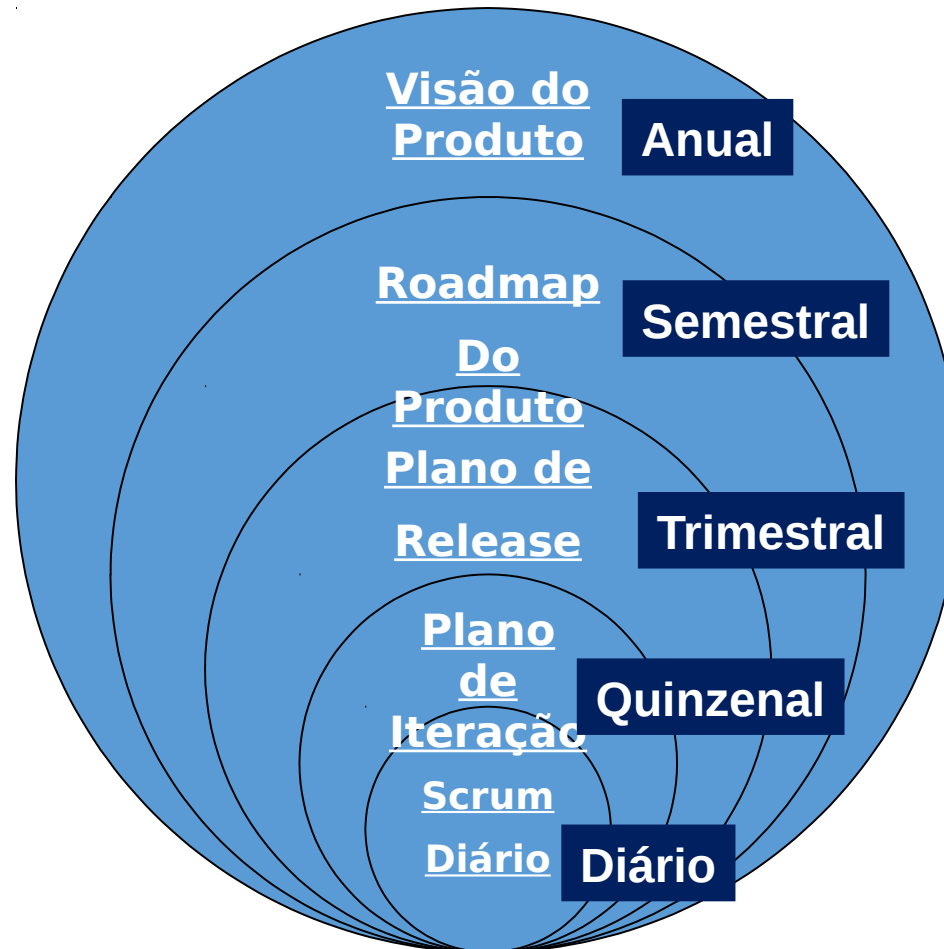 Visão do
Produto
Anual
Roadmap
Semestral
Do
Produto
Plano de
Trimestral
Release
Plano
de
Quinzenal
Iteração
Scrum
Diário
Diário